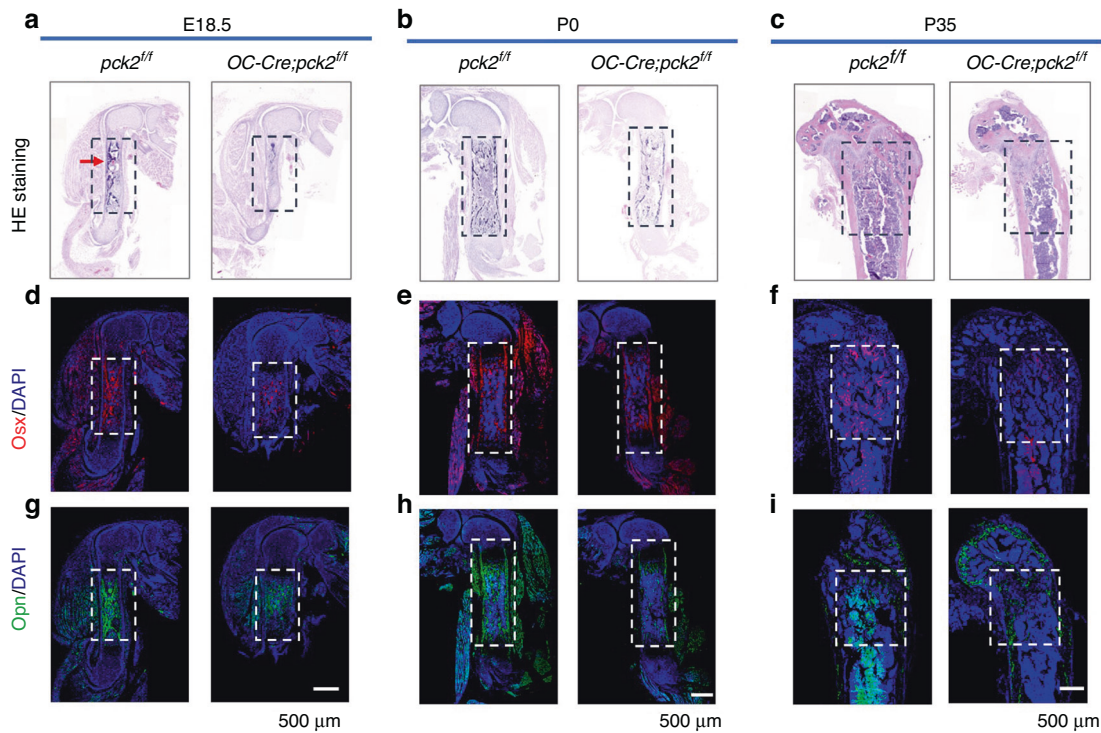 a E18.5 b P0 c P35
pck2f/f OC-Cre;pck2f/f pck2f/f OC-Cre;pck2f/f pck2f/f OC-Cre;pck2f/f
HE staining
d e f
Osx/DAPI
g h i
Opn/DAPI
500 μm 500 μm 500 μm